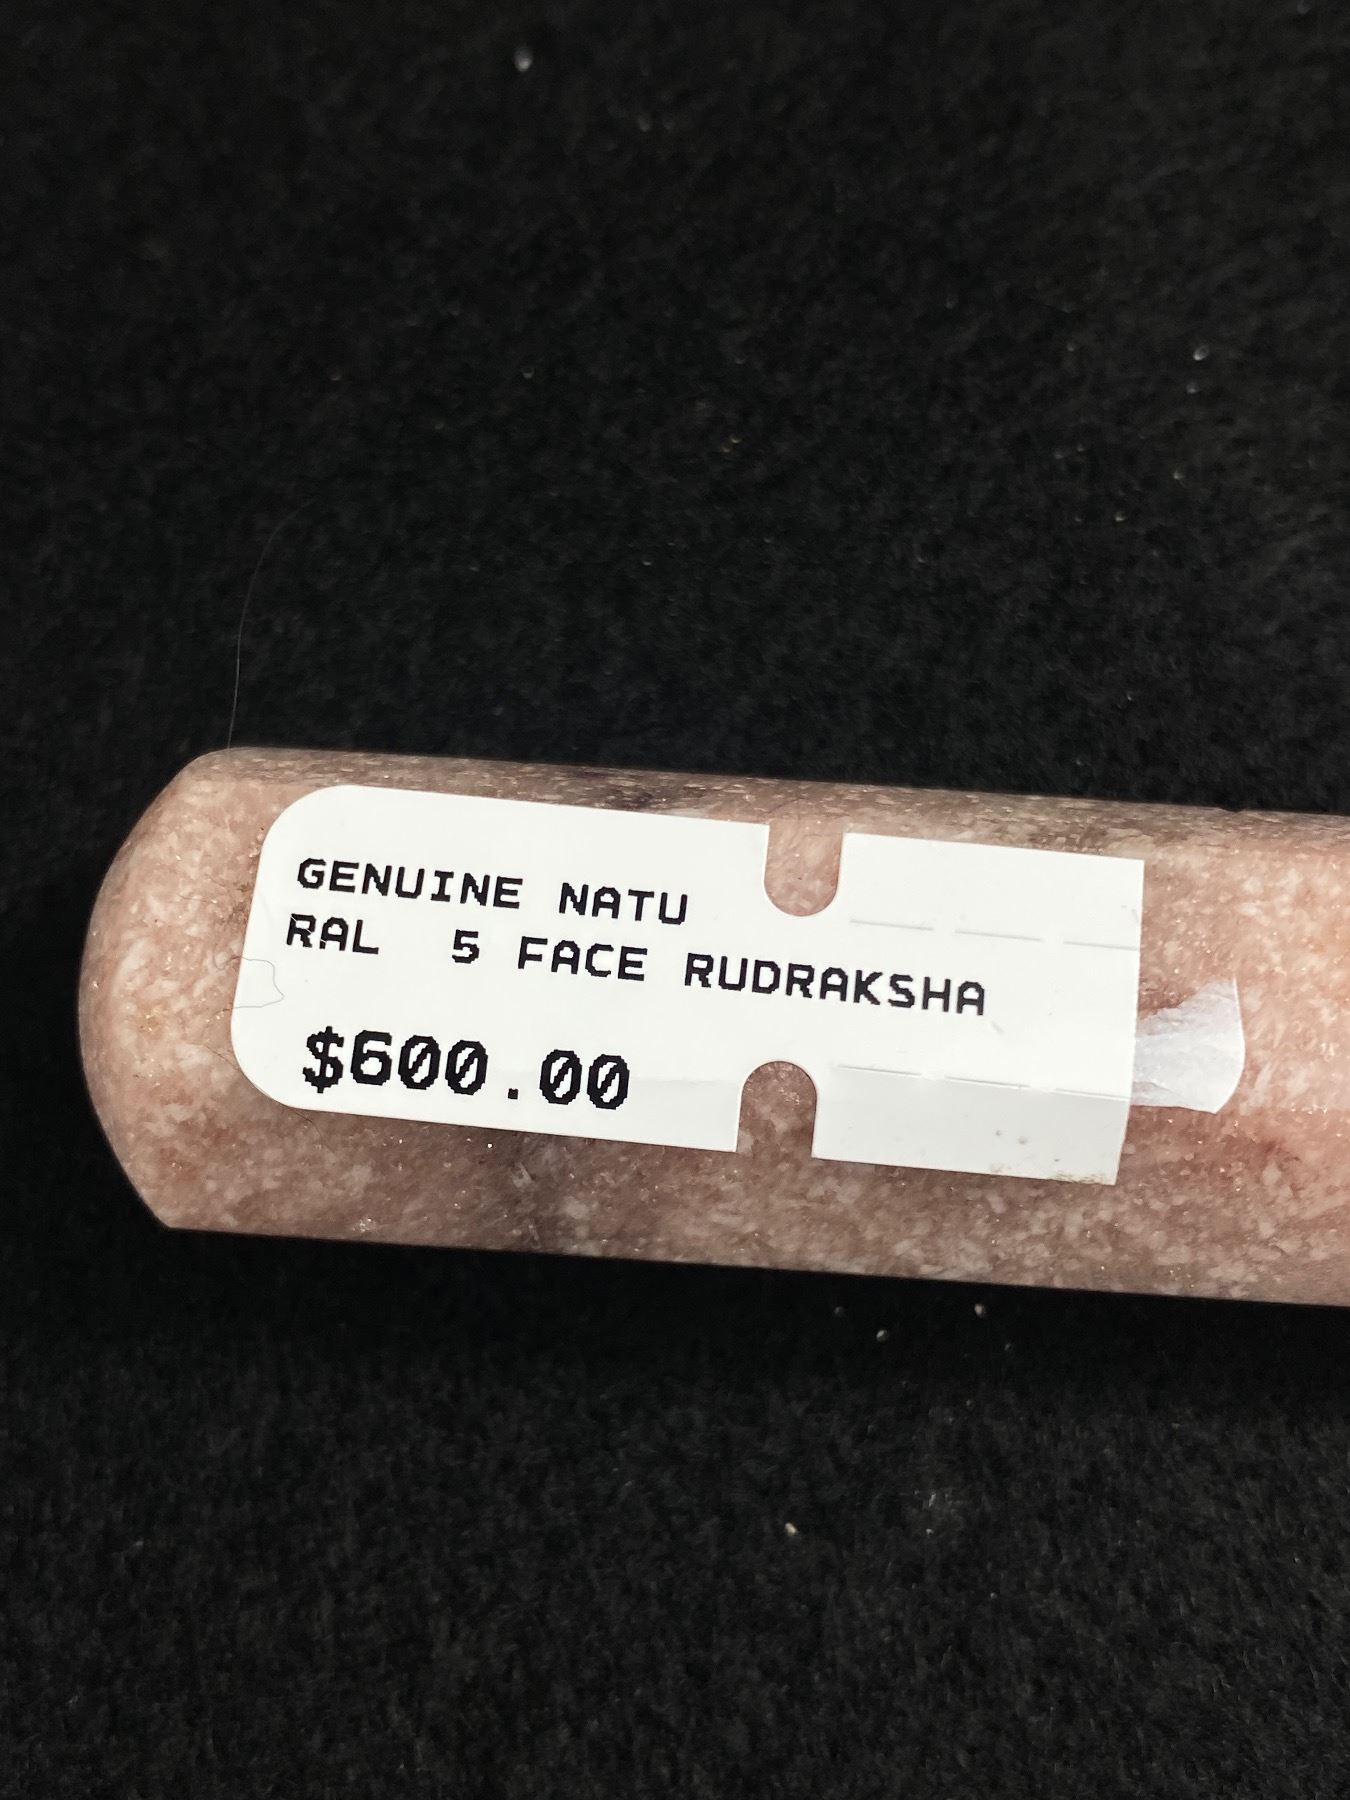 GENUINE NATU
RAL 5 FACE RUDRAKSHA
$600.00